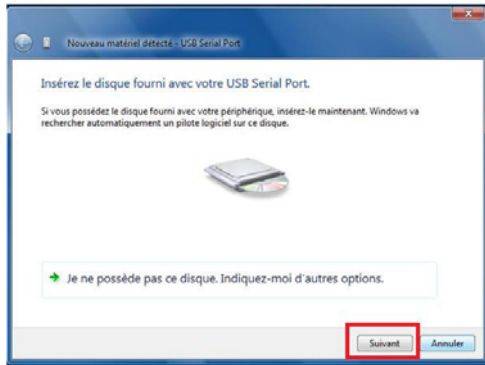 Nouveau matériel détecté - USB Serial Port
Insérez le disque fourni avec votre USB Serial Port.
Si vous possédez le disque fourni avec votre périphérique, insérez-le maintenant. Windows va
rechercher automatiquement un pilote logiciel sur ce disque.
Je ne possède pas ce disque. Indiquez-moi d'autres options.
Suivant Annuler